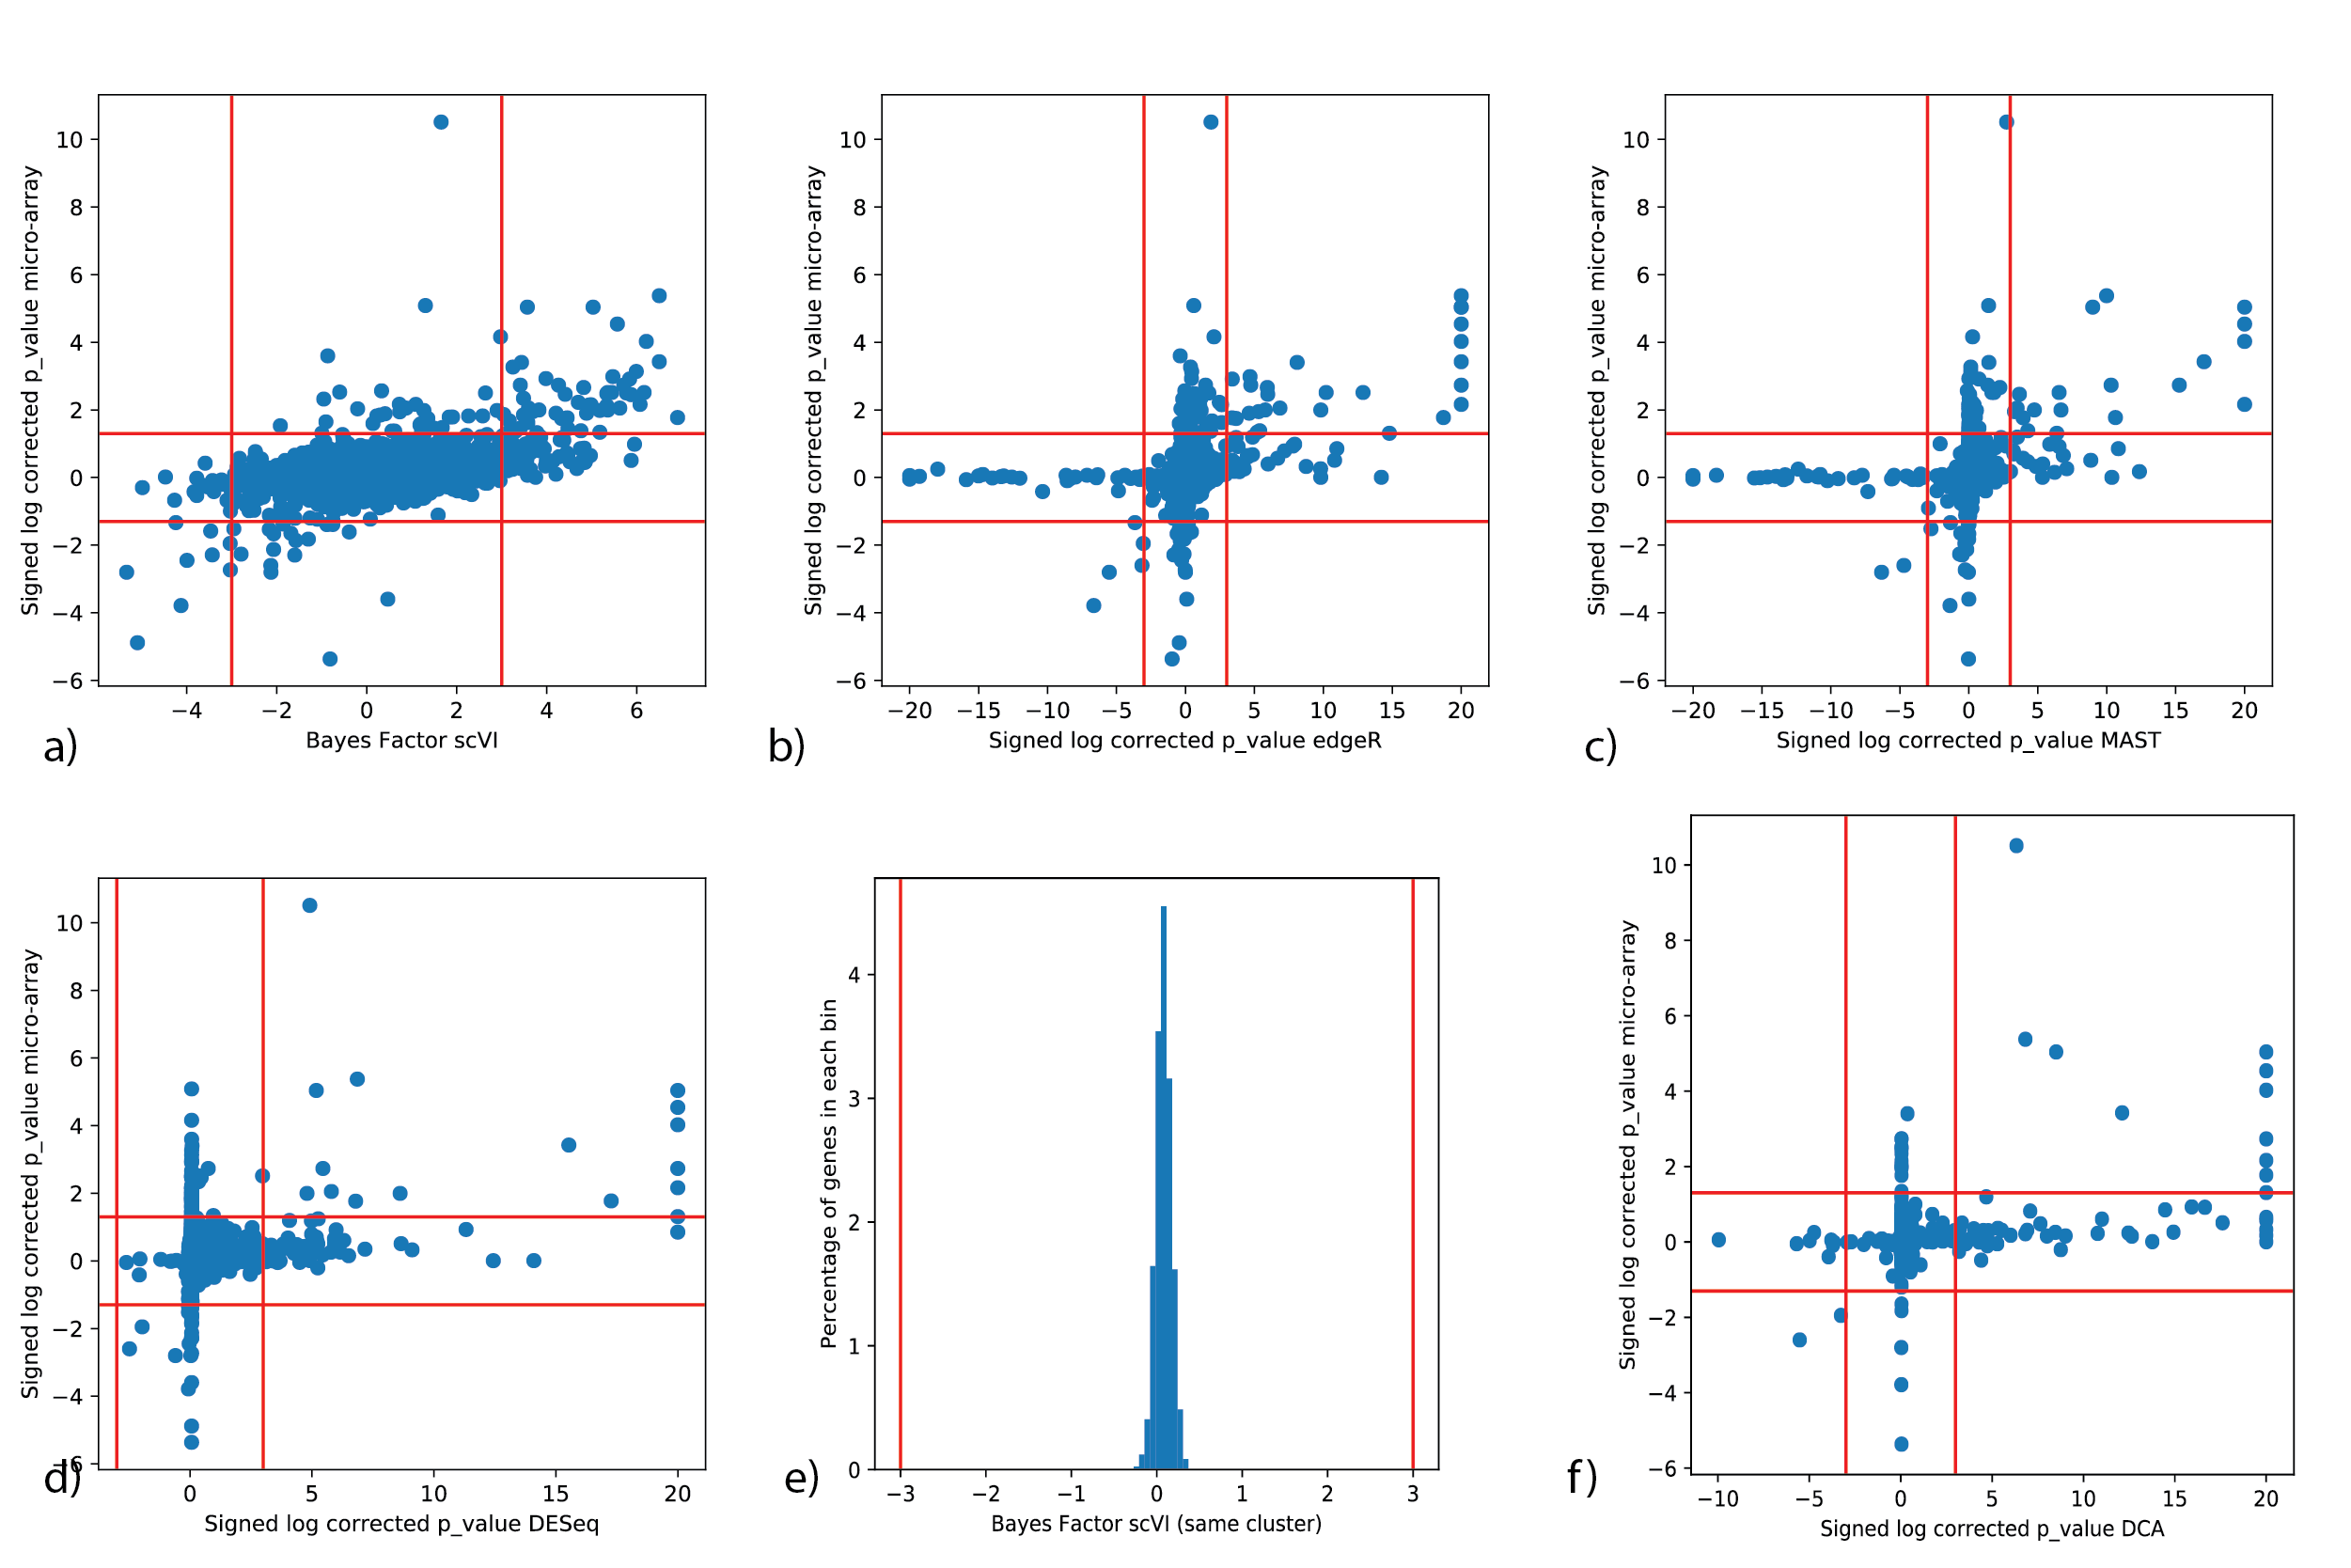 10
8
6
4
2
0
−2
−4
−6
Signed log corrected p_value micro-array
−4 −2 0 2 4 6
Bayes Factor scVI
a)
10
8
6
4
2
0
−2
−4
−6
Signed log corrected p_value micro-array
−20 −15 −10 −5 0 5 10 15 20
Signed log corrected p_value edgeR
b)
10
8
6
4
2
0
−2
−4
−6
Signed log corrected p_value micro-array
−20 −15 −10 −5 0 5 10 15 20
Signed log corrected p_value MAST
c)
10
8
6
4
2
0
−2
−4
−6
Signed log corrected p_value micro-array
0 5 10 15 20
Signed log corrected p_value DESeq
d)
4
3
2
1
0
Percentage of genes in each bin
−3 −2 −1 0 1 2 3
Bayes Factor scVI (same cluster)
e)
10
8
6
4
2
0
−2
−4
−6
Signed log corrected p_value micro-array
−10 −5 0 5 10 15 20
Signed log corrected p_value DCA
f)